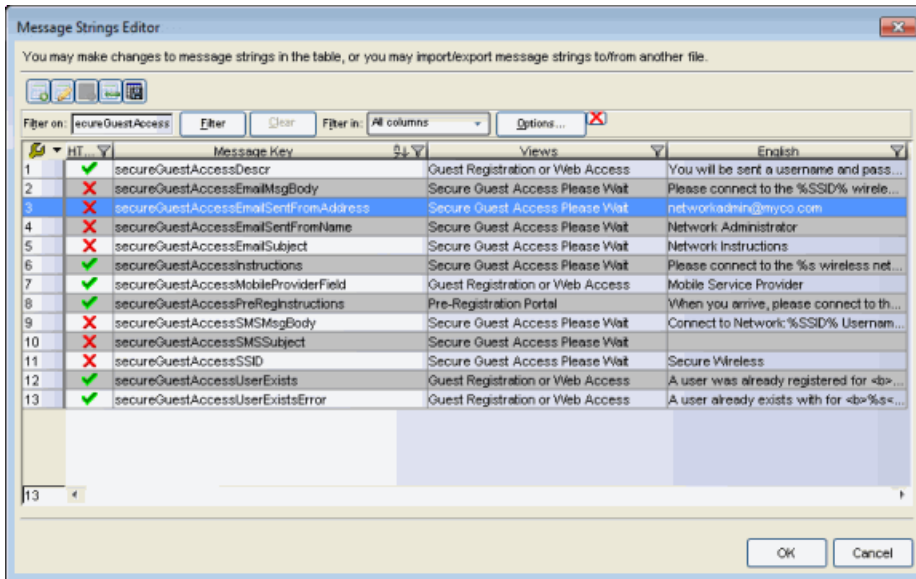 Message Strings Editor
You may make changes to message strings in the table, or you may import/export message strings to/from another file.
Filter on: ecureGuestAccess Filter Clear Filter in: All columns Options...
HT... Message Key Views English
1 secureGuestAccessDescr Guest Registration or Web Access You will be sent a username and pass...
2 secureGuestAccessEmailMsgBody Secure Guest Access Please Wait Please connect to the %SSID% wirele...
3 secureGuestAccessEmailSentFromAddress Secure Guest Access Please Wait networkadmin@myco.com
4 secureGuestAccessEmailSentFromName Secure Guest Access Please Wait Network Administrator
5 secureGuestAccessEmailSubject Secure Guest Access Please Wait Network Instructions
6 secureGuestAccessInstructions Secure Guest Access Please Wait Please connect to the %s wireless net...
7 secureGuestAccessMobileProviderField Guest Registration or Web Access Mobile Service Provider
8 secureGuestAccessPreRegInstructions Pre-Registration Portal When you arrive, please connect to th...
9 secureGuestAccessSMSMsgBody Secure Guest Access Please Wait Connect to Network: %SSID% Usernam...
10 secureGuestAccessSMSSubject Secure Guest Access Please Wait
11 secureGuestAccessSSID Secure Guest Access Please Wait Secure Wireless
12 secureGuestAccessUserExists Guest Registration or Web Access A user was already registered for <b>...
13 secureGuestAccessUserExistsError Guest Registration or Web Access A user already exists with for <b>%s<...
13
OK Cancel